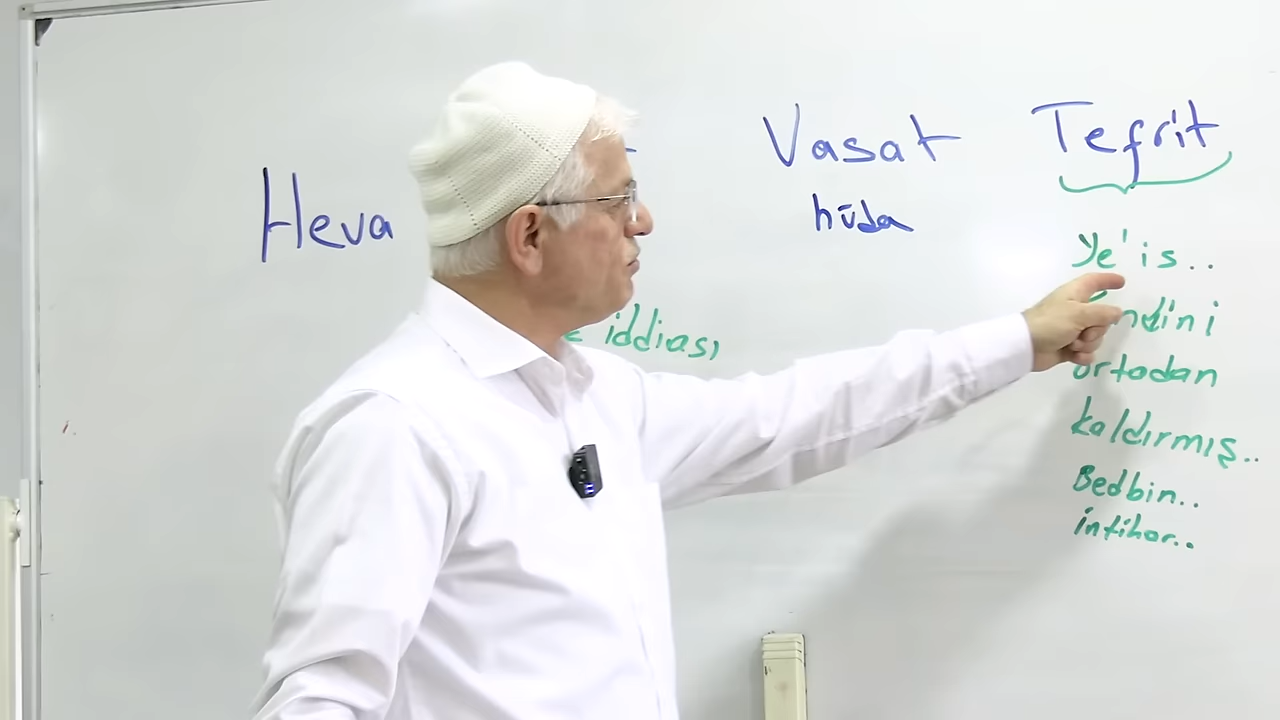 Heva
Vasat
hüda
Tefrit
Ye'is..
ortadan
kaldırmış..
Bedbin..
intihar..
iddiası